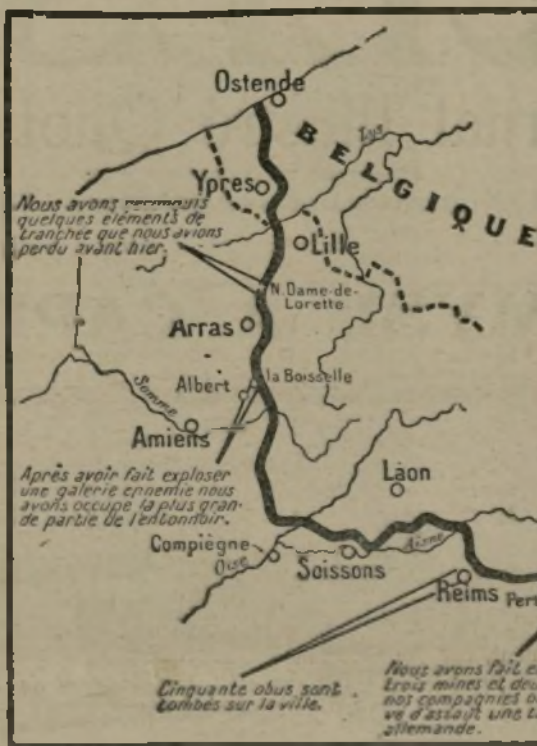 Ostende
BELGIQUE
Lys
Ypres
Nous avons
quelques eléments de
tranchée que nous avions
perdu avant hier.
Lille
N. Dame-de-
Lorette
Arras
Albert
la Boisselle
Somme
Amiens
Après avoir fait exploser
une galerie ennemie nous
avons occupe la plus gran-
de partie de l'entonnoir.
Laon
Compiègne
Oise
Soissons
Aisne
Reims
Cinquante obus sont
tombés sur la ville.
Nous avons fait
trois mines et
nos compagnies
ve d'assaut une
allemande.